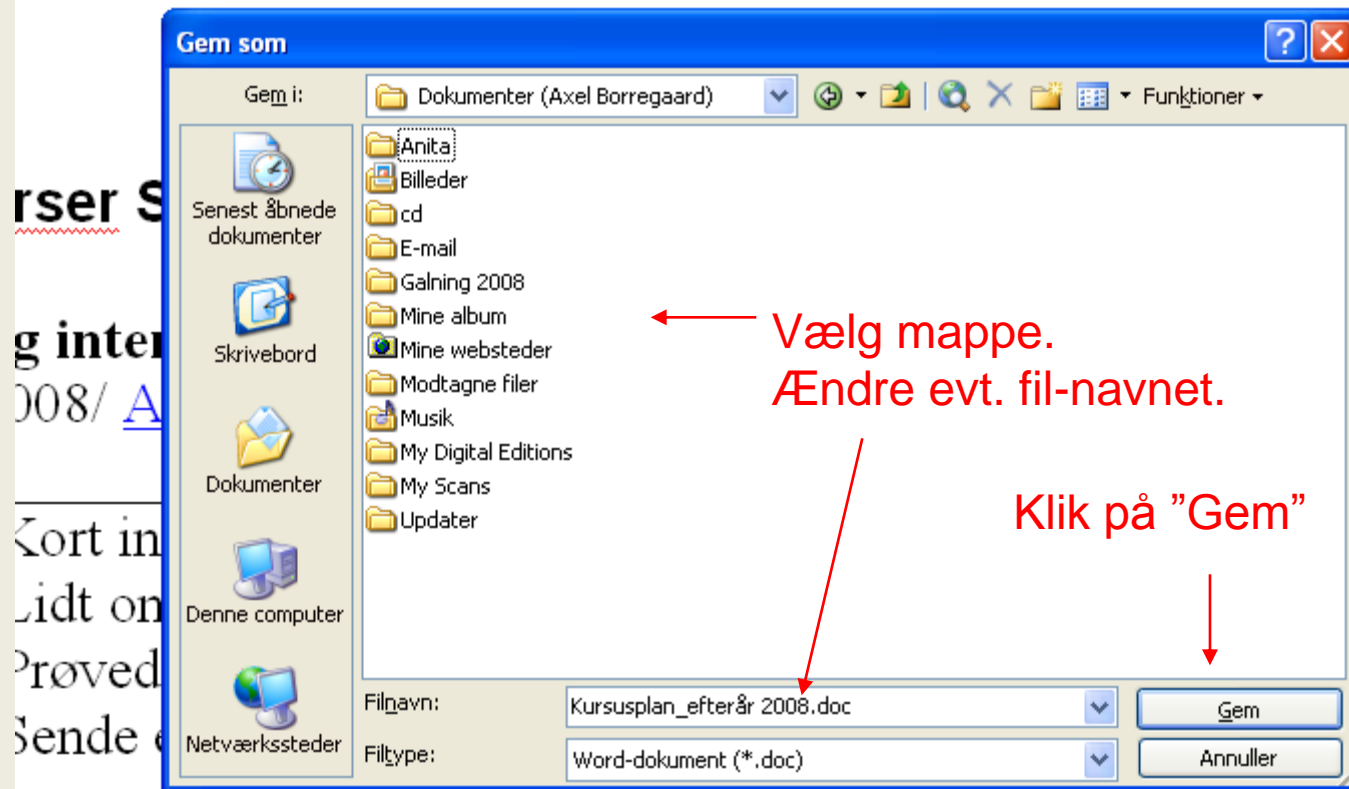 Gem som
Gem i:
Dokumenter (Axel Borregaard)
Funktioner
Senest åbnede
dokumenter
Skrivebord
Dokumenter
Denne computer
Netværkssteder
Anita
Billeder
cd
E-mail
Galning 2008
Mine album
Mine websteder
Modtagne filer
Musik
My Digital Editions
My Scans
Updater
Vælg mappe.
Ændre evt. fil-navnet.
Klik på ”Gem”
Filnavn:
Kursusplan_efterår 2008.doc
Gem
Filtype:
Word-dokument (*.doc)
Annuller
rser S
g inter
008/ A
Kort in
Lidt on
Prøved
Sende